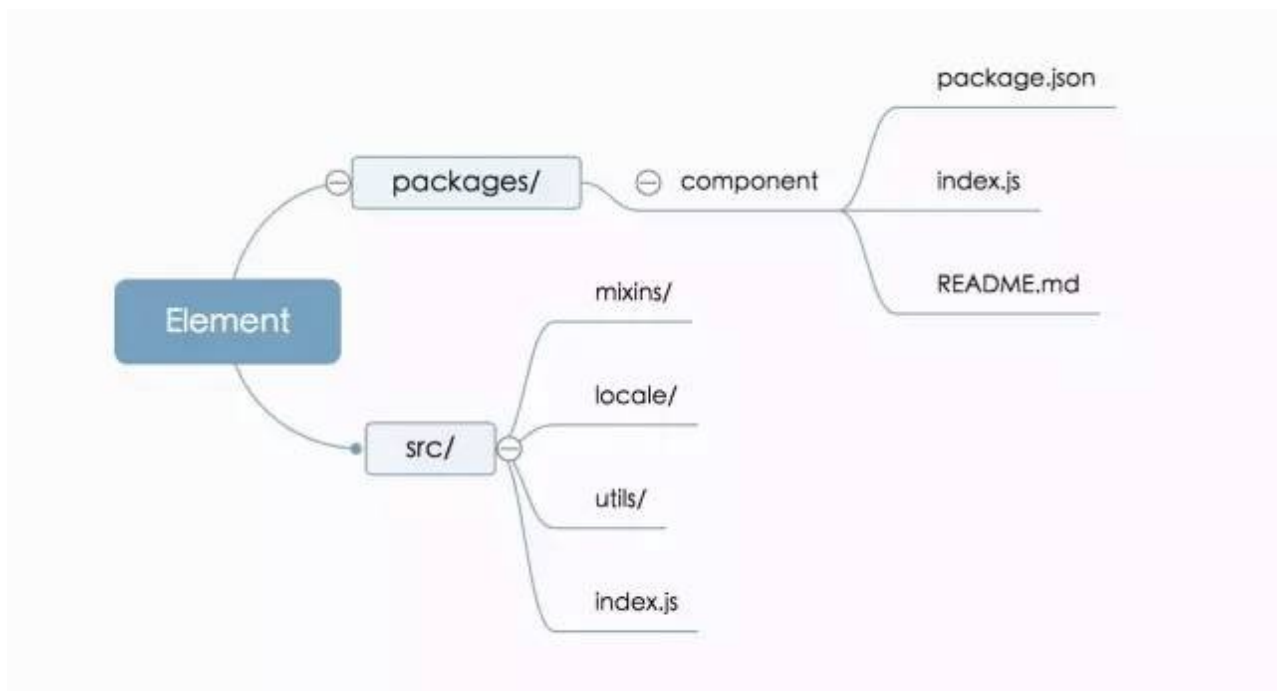 Element
packages/
component
package.json
index.js
README.md
src/
mixins/
locale/
utils/
index.js